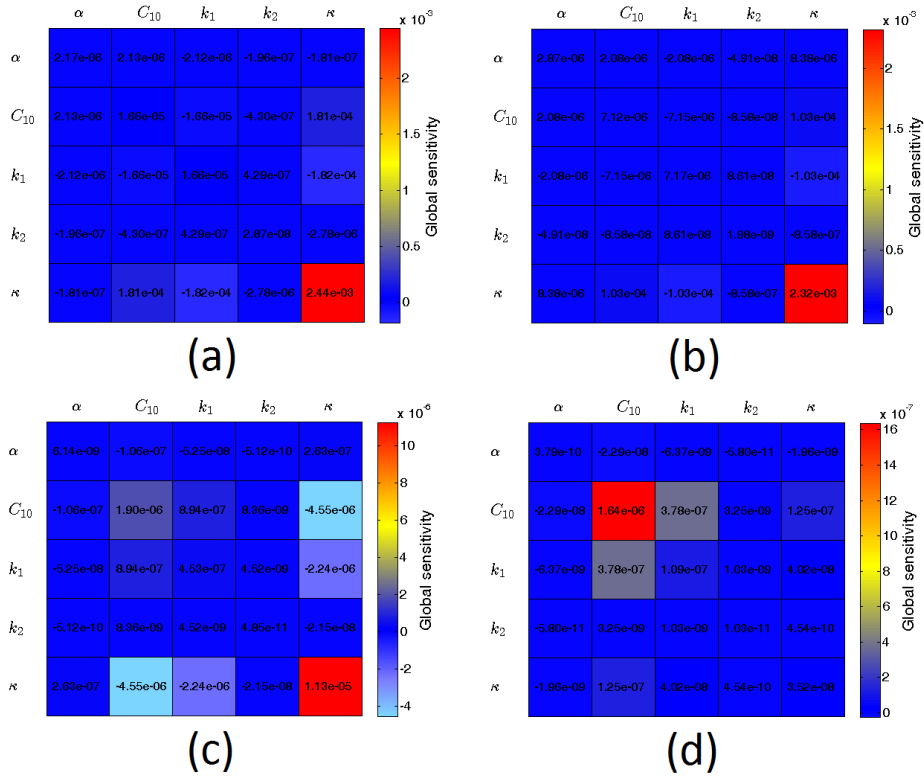 α C₁₀ k₁ k₂ κ
x 10⁻³
α 2.17e-06 -2.12e-06 -1.96e-07 -1.81e-07
C₁₀ 2.13e-06 1.66e-05 -1.66e-05 -4.30e-07 1.81e-04
k₁ -2.12e-06 -1.66e-05 1.66e-05 4.29e-07 -1.82e-04
k₂ -1.96e-07 -4.30e-07 4.29e-07 -2.78e-06
κ -1.81e-07 1.81e-04 -1.82e-04 -2.78e-06 2.44e-03
2
1.5
1
0.5
0
Global sensitivity
(a)
α C₁₀ k₁ k₂ κ
x 10⁻³
α 2.87e-06 2.08e-06 -2.08e-06 -4.91e-08 8.38e-06
C₁₀ 2.08e-06 7.12e-06 -7.15e-06 -8.58e-08 1.03e-04
k₁ -2.08e-06 -7.15e-06 7.17e-06 8.61e-08 -1.03e-04
k₂ -4.91e-08 -8.58e-08 8.61e-08 1.98e-09 -8.58e-07
κ 8.38e-06 1.03e-04 -1.03e-04 -8.58e-07 2.32e-03
2
1.5
1
0.5
0
Global sensitivity
(b)
α C₁₀ k₁ k₂ κ
x 10⁻⁶
α 6.14e-09 -1.06e-07 -5.25e-08 -5.12e-10 2.63e-07
C₁₀ -1.06e-07 1.90e-06 8.94e-07 8.36e-09 -4.55e-06
k₁ -5.25e-08 8.94e-07 4.53e-07 4.52e-09 -2.24e-06
k₂ -5.12e-10 8.36e-09 4.52e-09 4.85e-11 -2.15e-08
κ 2.63e-07 -4.55e-06 -2.24e-06 -2.15e-08 1.13e-05
10
8
6
4
2
0
-2
-4
Global sensitivity
(c)
α C₁₀ k₁ k₂ κ
x 10⁻⁷
α 3.79e-10 -2.29e-08 -6.37e-09 -5.60e-11 -1.96e-09
C₁₀ -2.29e-08 1.64e-06 3.78e-07 3.25e-09 1.25e-07
k₁ -6.37e-09 3.78e-07 1.09e-07 1.03e-09 4.02e-08
k₂ -5.60e-11 3.25e-09 1.03e-09 1.03e-11 4.54e-10
κ -1.96e-09 1.25e-07 4.02e-08 4.54e-10 3.52e-08
16
14
12
10
8
6
4
2
0
Global sensitivity
(d)